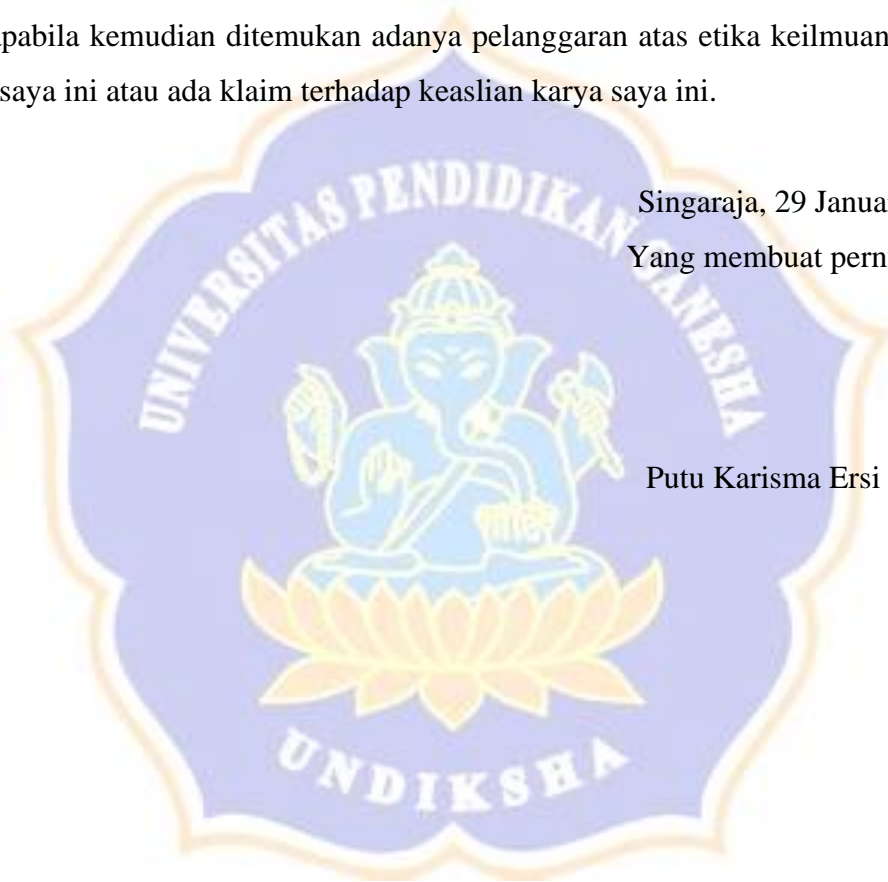 apabila kemudian ditemukan adanya pelanggaran atas etika keilmuan
saya ini atau ada klaim terhadap keaslian karya saya ini.
UNIVERSITAS PENDIDIKAN GANESHA
Singaraja, 29 Janua
Yang membuat pern
Putu Karisma Ersi
UNDIKSHA